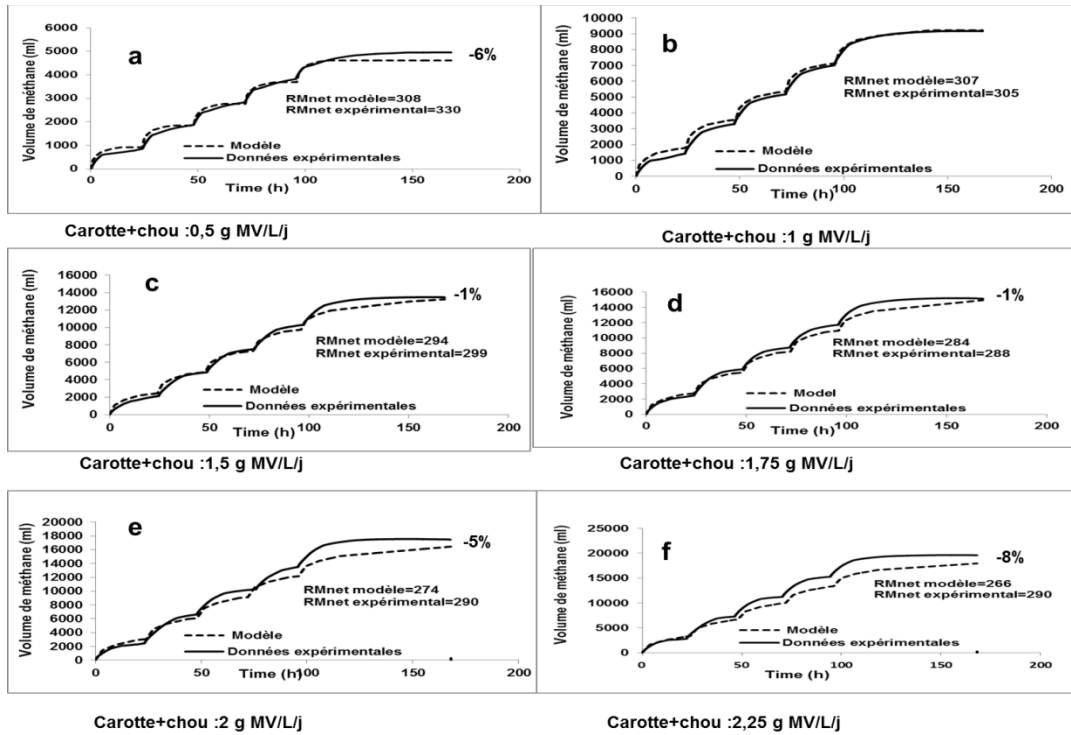 a
Volume de méthane (ml)
6000
5000
4000
3000
2000
1000
0
-6%
RMnet modèle=308
RMnet expérimental=330
Modèle
Données expérimentales
0 50 100 150 200
Time (h)
Carotte+chou :0,5 g MV/L/j
b
Volume de méthane (ml)
10000
9000
8000
7000
6000
5000
4000
3000
2000
1000
0
RMnet modèle=307
RMnet expérimental=305
Modèle
Données expérimentales
0 50 100 150 200
Time (h)
Carotte+chou :1 g MV/L/j
c
Volume de méthane (ml)
16000
14000
12000
10000
8000
6000
4000
2000
0
-1%
RMnet modèle=294
RMnet expérimental=299
Modèle
Données expérimentales
0 50 100 150 200
Time (h)
Carotte+chou :1,5 g MV/L/j
d
Volume de méthane (ml)
16000
14000
12000
10000
8000
6000
4000
2000
0
-1%
RMnet modèle=284
RMnet expérimental=288
Model
Données expérimentales
0 50 100 150 200
Time (h)
Carotte+chou :1,75 g MV/L/j
e
Volume de méthane (ml)
20000
18000
16000
14000
12000
10000
8000
6000
4000
2000
0
-5%
RMnet modèle=274
RMnet expérimental=290
Modèle
Données expérimentales
0 50 100 150 200
Time (h)
Carotte+chou :2 g MV/L/j
f
Volume de méthane (ml)
25000
20000
15000
10000
5000
0
-8%
RMnet modèle=266
RMnet expérimental=290
Modèle
Données expérimentales
0 50 100 150 200
Time (h)
Carotte+chou :2,25 g MV/L/j